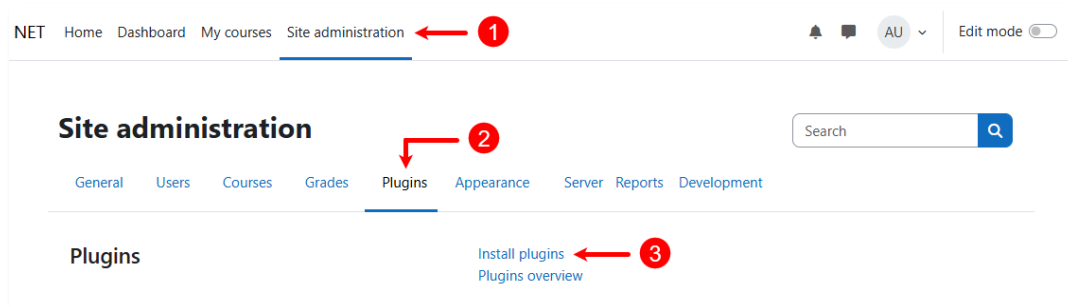 NET Home Dashboard My courses Site administration 1 AU Edit mode
Site administration 2 Search
General Users Courses Grades Plugins Appearance Server Reports Development
Plugins Install plugins 3
Plugins overview